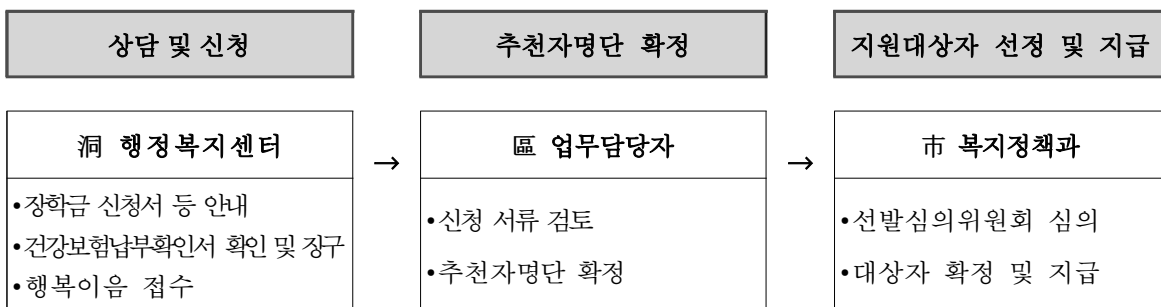 상담 및 신청
추천자명단 확정
지원대상자 선정 및 지급
洞 행정복지센터
→
區 업무담당자
→
市 복지정책과
•장학금 신청서 등 안내
•건강보험납부확인서 확인 및 징구
•행복이음 접수
•신청 서류 검토
•추천자명단 확정
•선발심의위원회 심의
•대상자 확정 및 지급